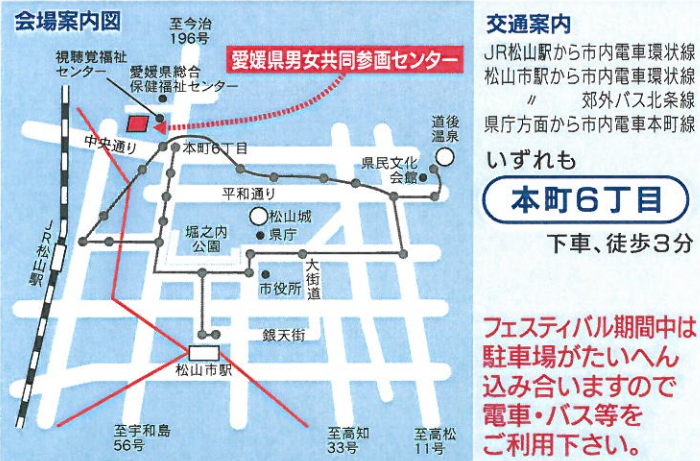 会場案内図
至今治
196号
視聴覚福祉
センター
愛媛県総合
保健福祉センター
愛媛県男女共同参画センター
中央通り
本町6丁目
道後
温泉
県民文化
会館
平和通り
松山城
県庁
堀之内
公園
JR松山駅
市役所
大街道
銀天街
松山市駅
至宇和島
56号
至高知
33号
至高松
11号
交通案内
JR松山駅から市内電車環状線
松山市駅から市内電車環状線
〃 郊外バス北条線
県庁方面から市内電車本町線
いずれも
本町6丁目
下車、徒歩3分
フェスティバル期間中は
駐車場がたいへん
込み合いますので
電車・バス等を
ご利用下さい。